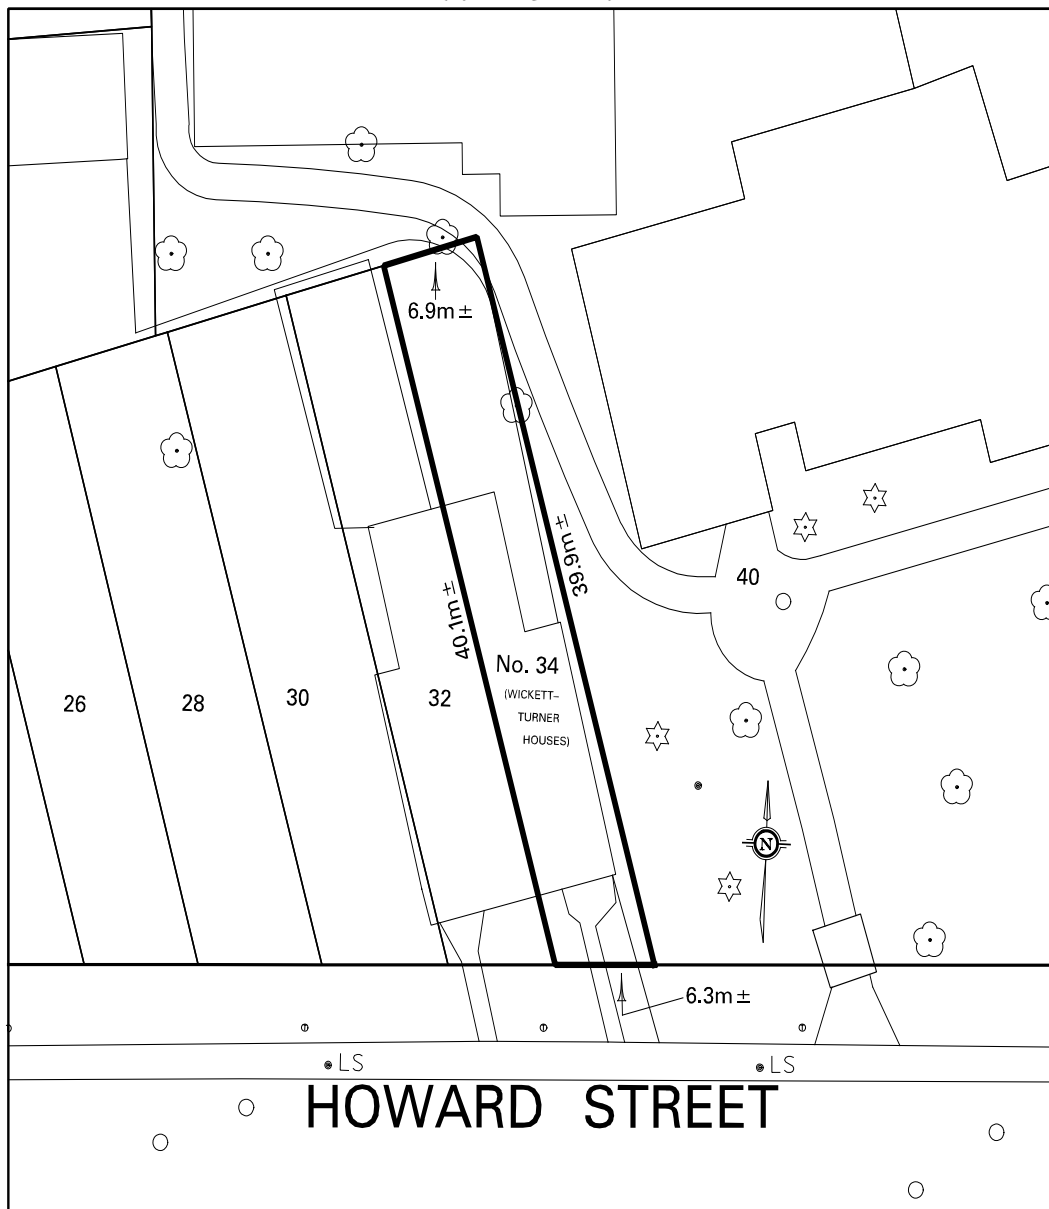 6.9m ±
39.9m ±
40.1m ±
40
No. 34
(WICKETT–
TURNER
HOUSES)
26
28
30
32
N
6.3m ±
LS
LS
HOWARD STREET